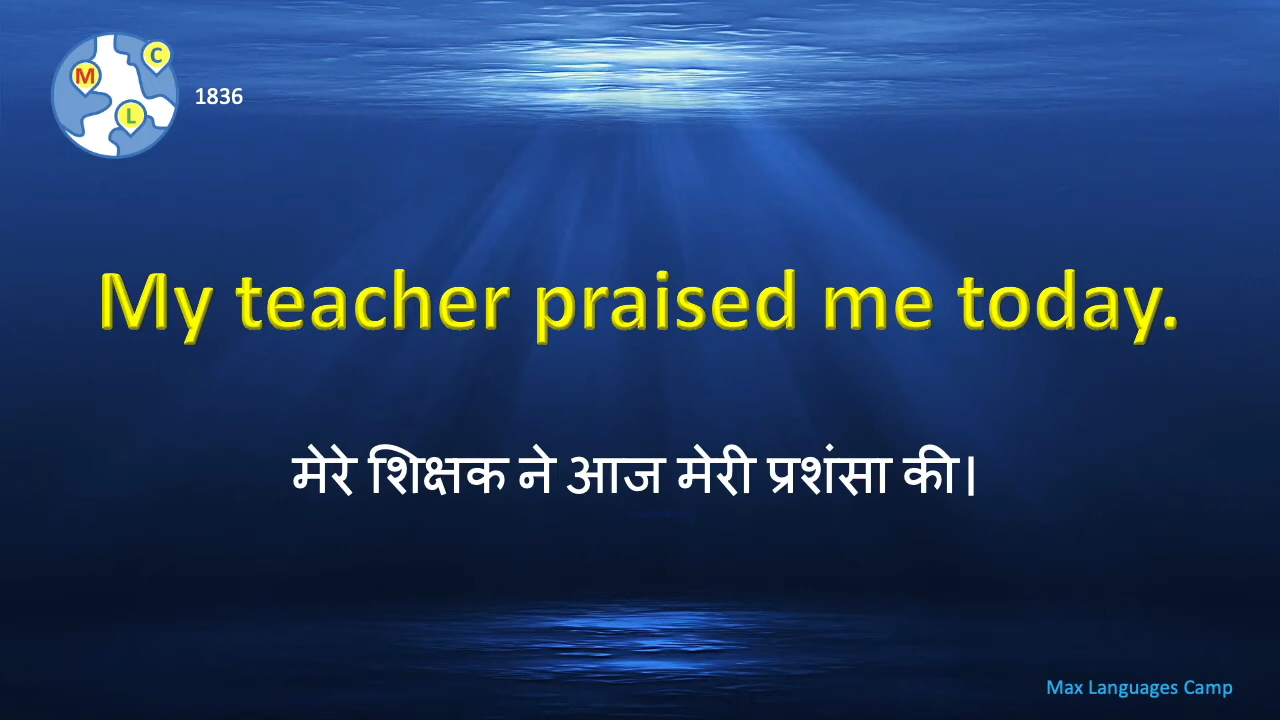 C
M
L
1836
My teacher praised me today.
मेरे शिक्षक ने आज मेरी प्रशंसा की।
Max Languages Camp